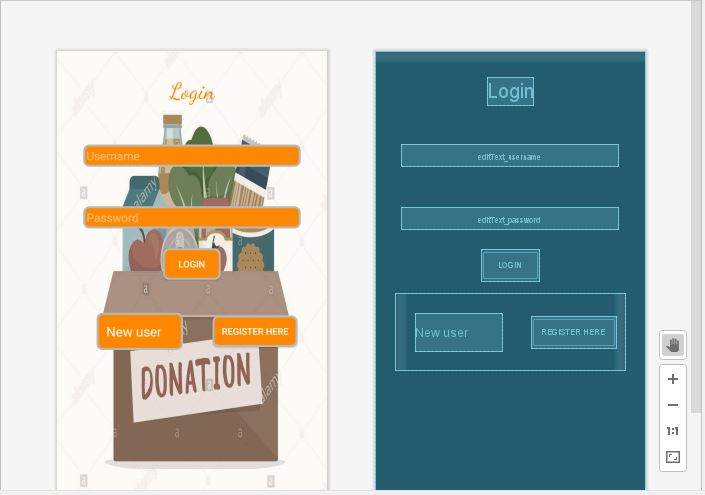 Login
Username
Password
LOGIN
New user
REGISTER HERE
DONATION
alamy
a
Login
editText_username
editText_password
LOGIN
New user
REGISTER HERE
1:1